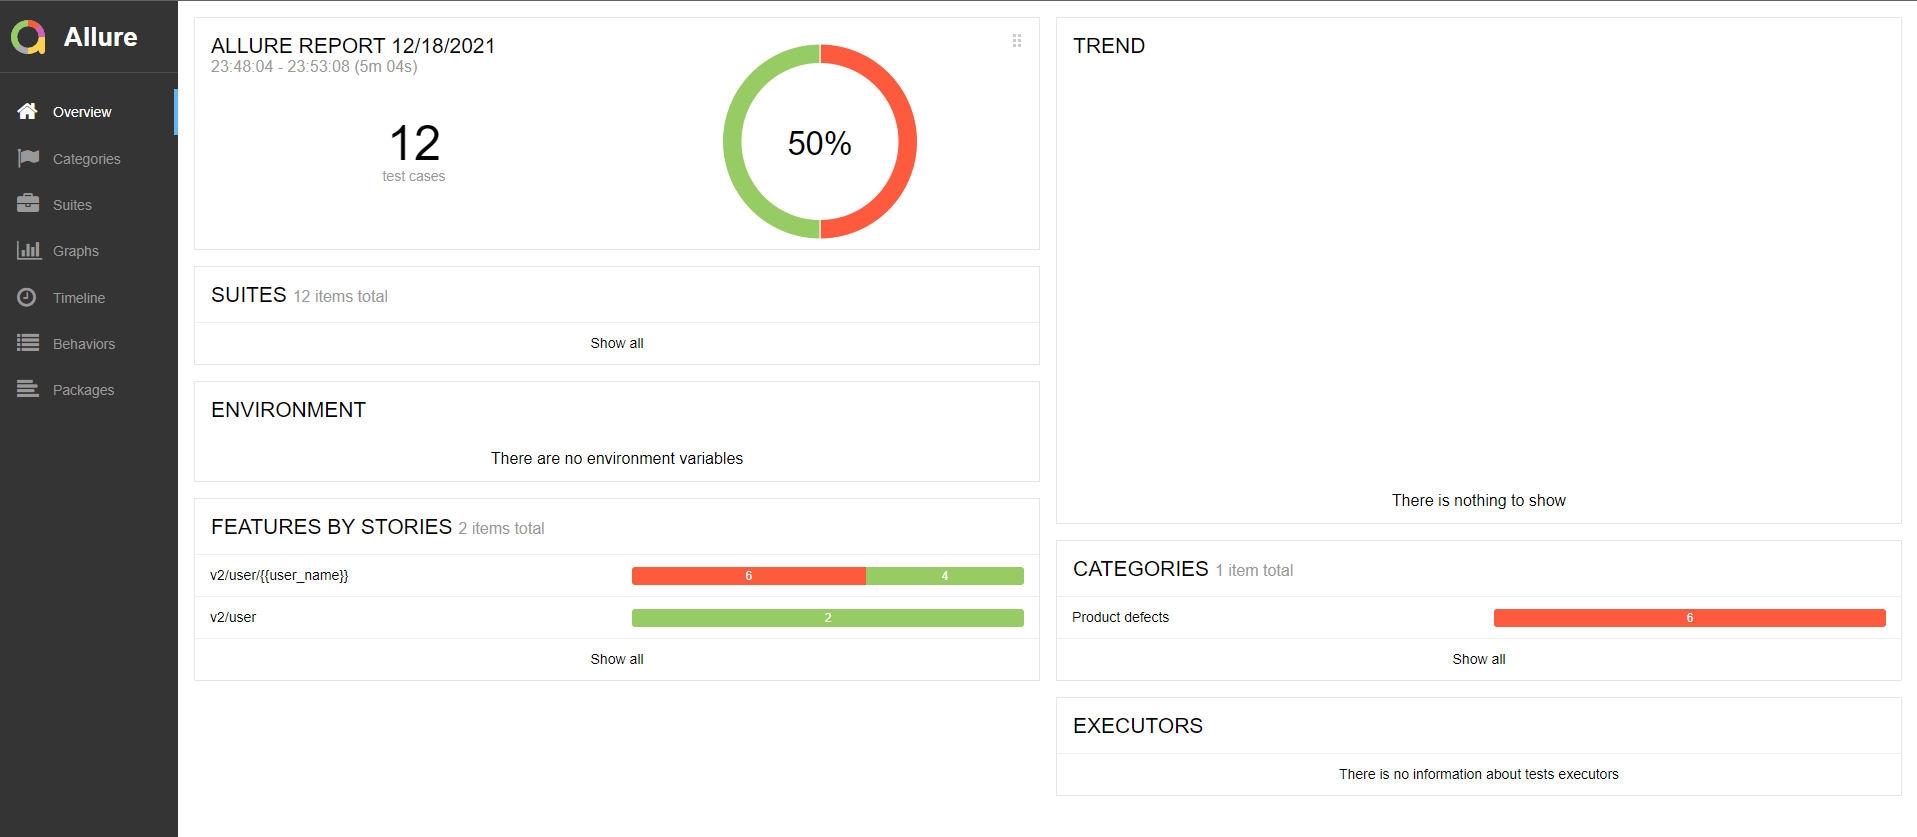 Allure
Overview
Categories
Suites
Graphs
Timeline
Behaviors
Packages
ALLURE REPORT 12/18/2021
23:48:04 - 23:53:08 (5m 04s)
12
test cases
50%
SUITES 12 items total
Show all
ENVIRONMENT
There are no environment variables
FEATURES BY STORIES 2 items total
v2/user/{{user_name}} 6 4
v2/user 2
Show all
TREND
There is nothing to show
CATEGORIES 1 item total
Product defects 6
Show all
EXECUTORS
There is no information about tests executors